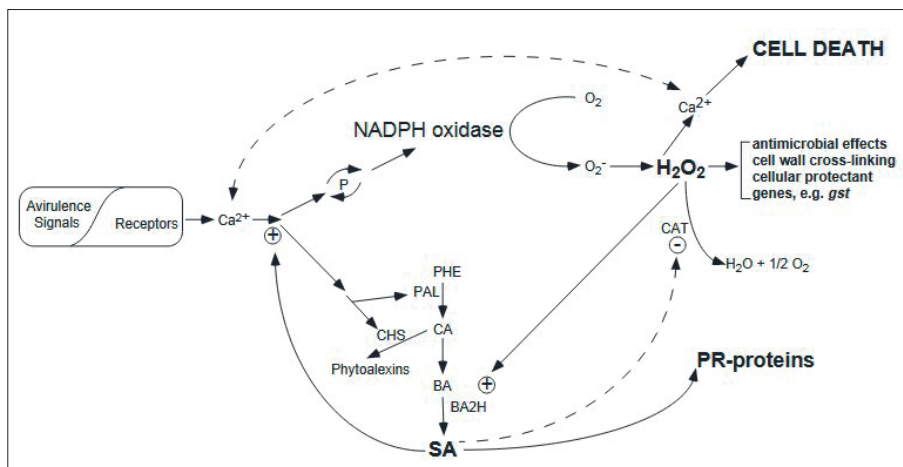 CELL DEATH
Ca2+
O2
NADPH oxidase
O2-
H2O2
antimicrobial effects
cell wall cross-linking
cellular protectant
genes, e.g. gst
P
Avirulence
Signals
Receptors
Ca2+
+
CAT
-
H2O + 1/2 O2
PHE
PAL
CHS
CA
Phytoalexins
PR-proteins
BA
+
BA2H
SA